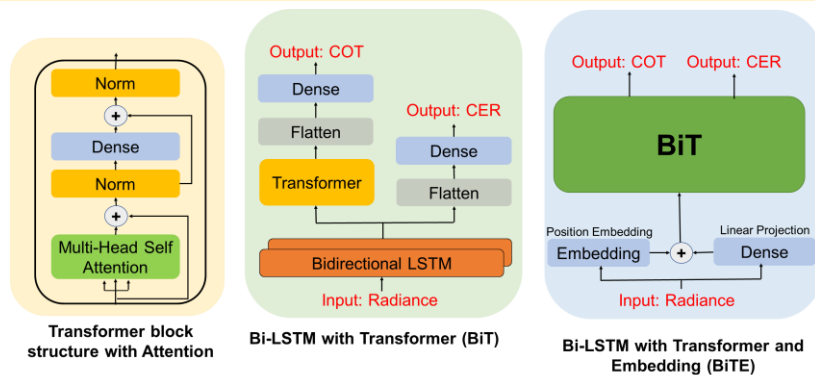 Norm
+
Dense
Norm
+
Multi-Head Self
Attention
Transformer block
structure with Attention
Output: COT
Dense
Flatten
Transformer
Output: CER
Dense
Flatten
Bidirectional LSTM
Input: Radiance
Bi-LSTM with Transformer (BiT)
Output: COT
Output: CER
BiT
Position Embedding
Linear Projection
Embedding
+
Dense
Input: Radiance
Bi-LSTM with Transformer and
Embedding (BiTE)